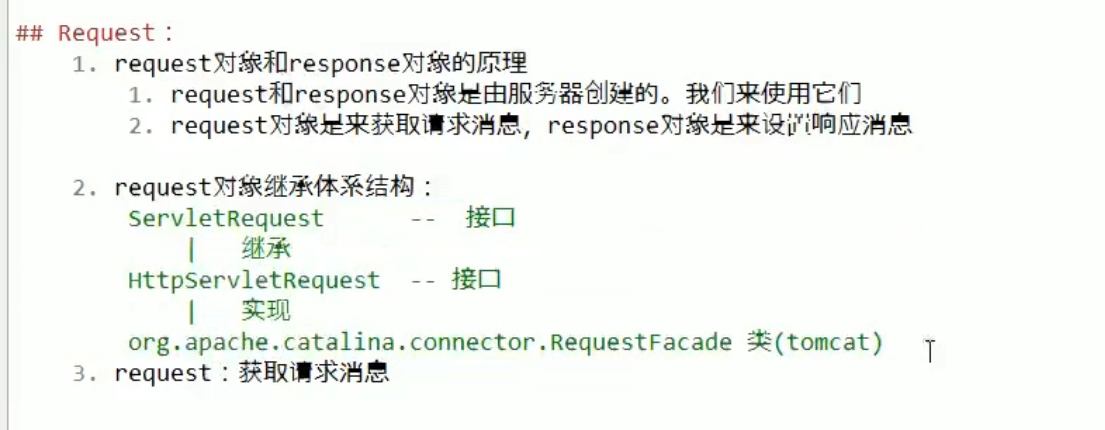 ## Request：
1. request对象和response对象的原理
1. request和response对象是由服务器创建的。我们来使用它们
2. request对象是来获取请求消息，response对象是来设置响应消息
2. request对象继承体系结构：
ServletRequest -- 接口
| 继承
HttpServletRequest -- 接口
| 实现
org.apache.catalina.connector.RequestFacade 类(tomcat)
3. request：获取请求消息